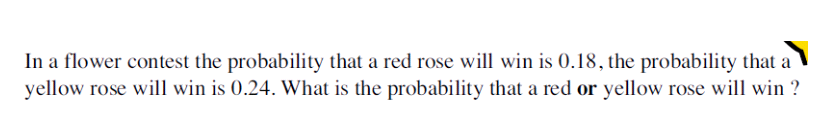 In a flower contest the probability that a red rose will win is 0.18, the probability that a
yellow rose will win is 0.24. What is the probability that a red or yellow rose will win ?